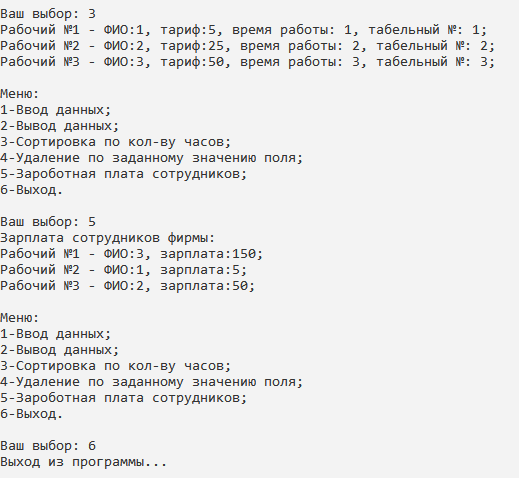 Ваш выбор: 3
Рабочий №1 - ФИО:1, тариф:5, время работы: 1, табельный №: 1;
Рабочий №2 - ФИО:2, тариф:25, время работы: 2, табельный №: 2;
Рабочий №3 - ФИО:3, тариф:50, время работы: 3, табельный №: 3;
Меню:
1-Ввод данных;
2-Вывод данных;
3-Сортировка по кол-ву часов;
4-Удаление по заданному значению поля;
5-Зароботная плата сотрудников;
6-Выход.
Ваш выбор: 5
Зарплата сотрудников фирмы:
Рабочий №1 - ФИО:3, зарплата:150;
Рабочий №2 - ФИО:1, зарплата:5;
Рабочий №3 - ФИО:2, зарплата:50;
Меню:
1-Ввод данных;
2-Вывод данных;
3-Сортировка по кол-ву часов;
4-Удаление по заданному значению поля;
5-Зароботная плата сотрудников;
6-Выход.
Ваш выбор: 6
Выход из программы...